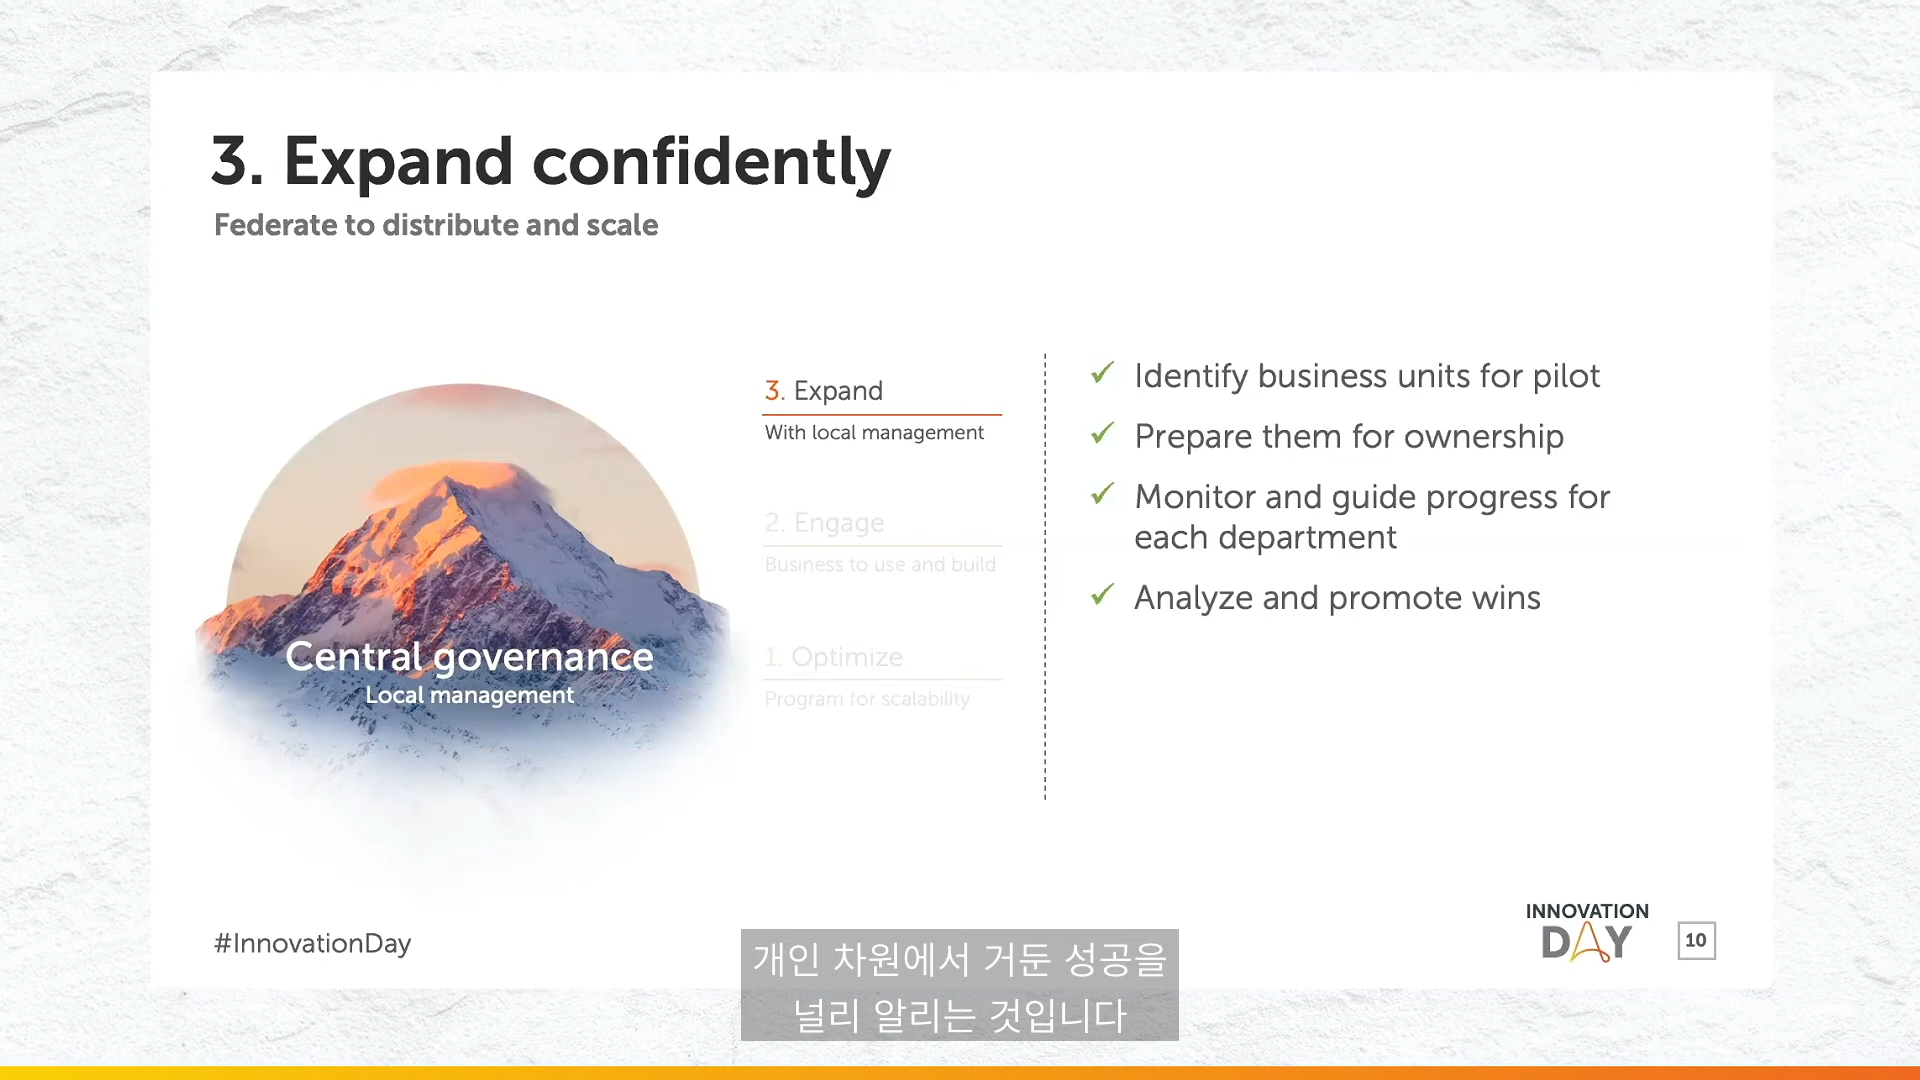 3. Expand confidently
Federate to distribute and scale
Central governance
Local management
3. Expand
With local management
2. Engage
Business to use and build
1. Optimize
Program for scalability
✓ Identify business units for pilot
✓ Prepare them for ownership
✓ Monitor and guide progress for
each department
✓ Analyze and promote wins
#InnovationDay
INNOVATION
DAY
10
개인 차원에서 거둔 성공을
널리 알리는 것입니다